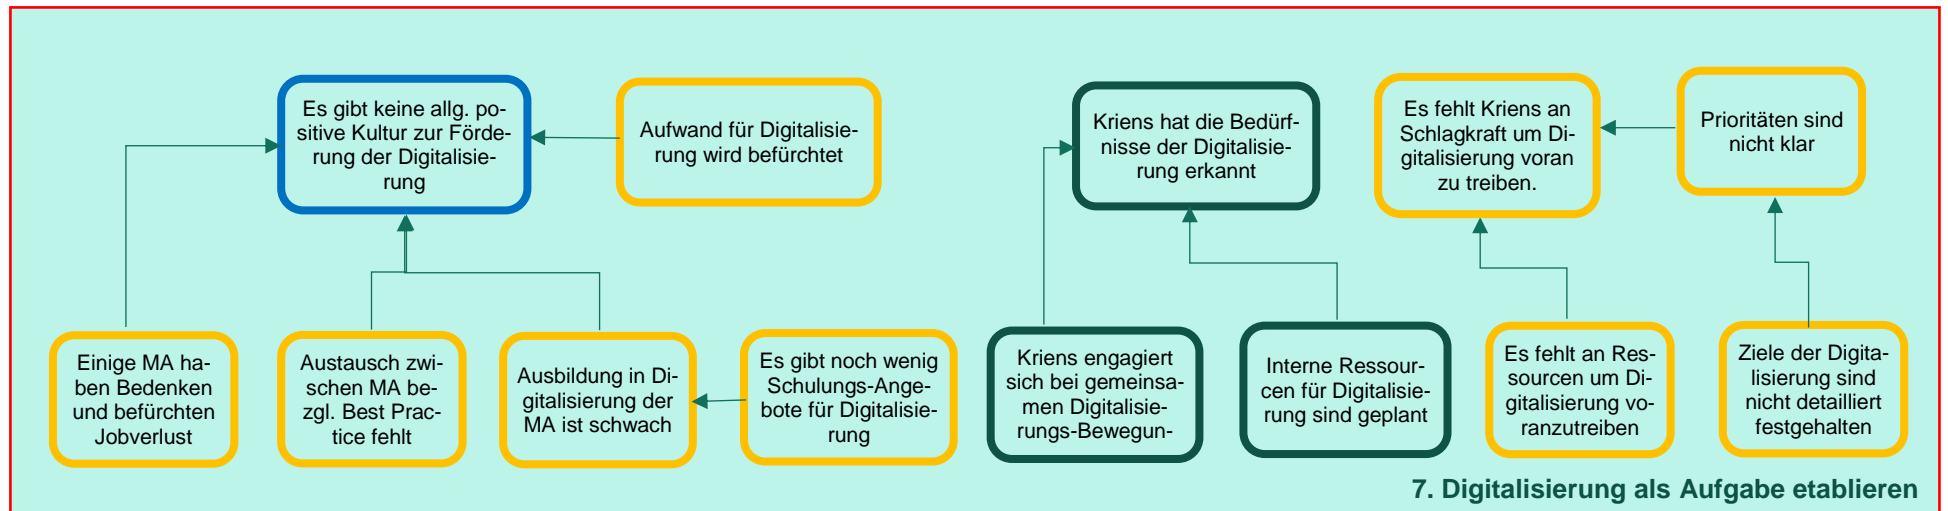 Es gibt keine allg. po-
sitive Kultur zur Förde-
rung der Digitalisie-
rung
Aufwand für Digitalisie-
rung wird befürchtet
Kriens hat die Bedürf-
nisse der Digitalisie-
rung erkannt
Es fehlt Kriens an
Schlagkraft um Di-
gitalisierung voran
zu treiben.
Prioritäten sind
nicht klar
Einige MA ha-
ben Bedenken
und befürchten
Jobverlust
Austausch zwi-
schen MA be-
zgl. Best Prac-
tice fehlt
Ausbildung in Di-
gitalisierung der
MA ist schwach
Es gibt noch wenig
Schulungs-Ange-
bote für Digitalisie-
rung
Kriens engagiert
sich bei gemeinsa-
men Digitalisie-
rungs-Bewegun-
Interne Ressour-
cen für Digitalisie-
rung sind geplant
Es fehlt an Res-
sourcen um Di-
gitalisierung vo-
ranzutreiben
Ziele der Digita-
lisierung sind
nicht detailliert
festgehalten
7. Digitalisierung als Aufgabe etablieren